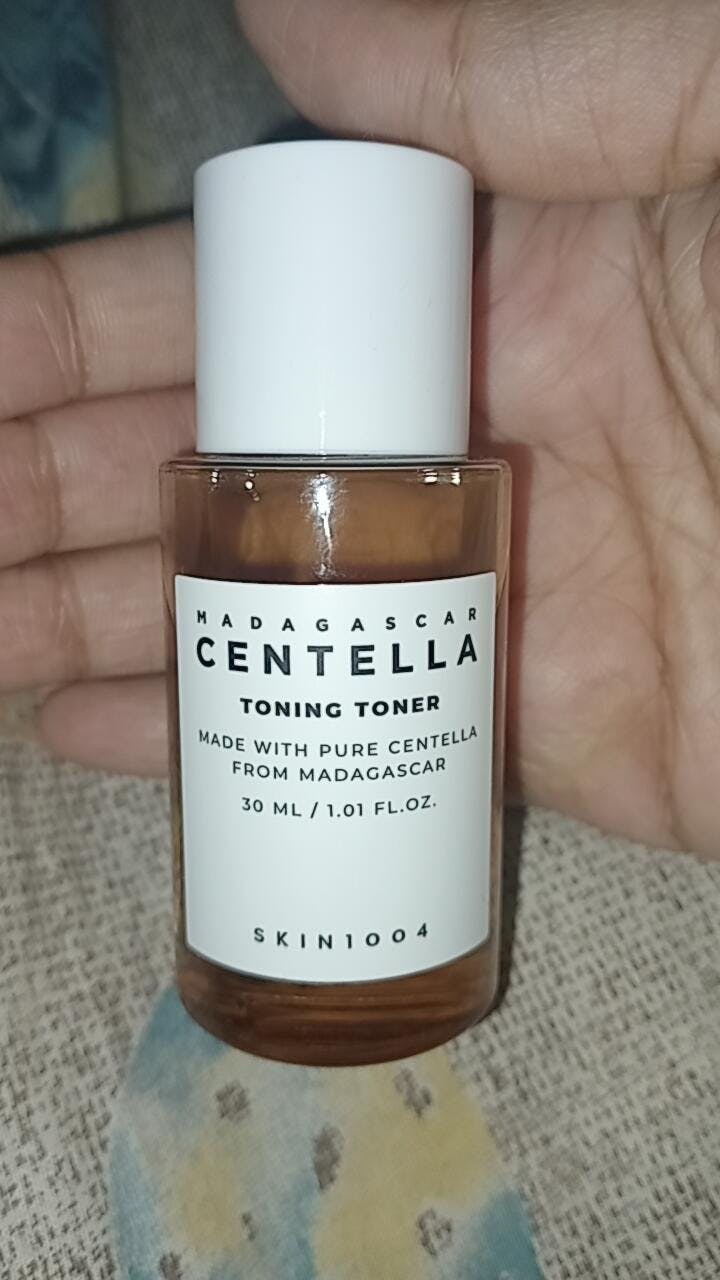 MADAGASCAR
CENTELLA
TONING TONER
MADE WITH PURE CENTELLA
FROM MADAGASCAR
30 ML / 1.01 FL.OZ.
SKIN1004